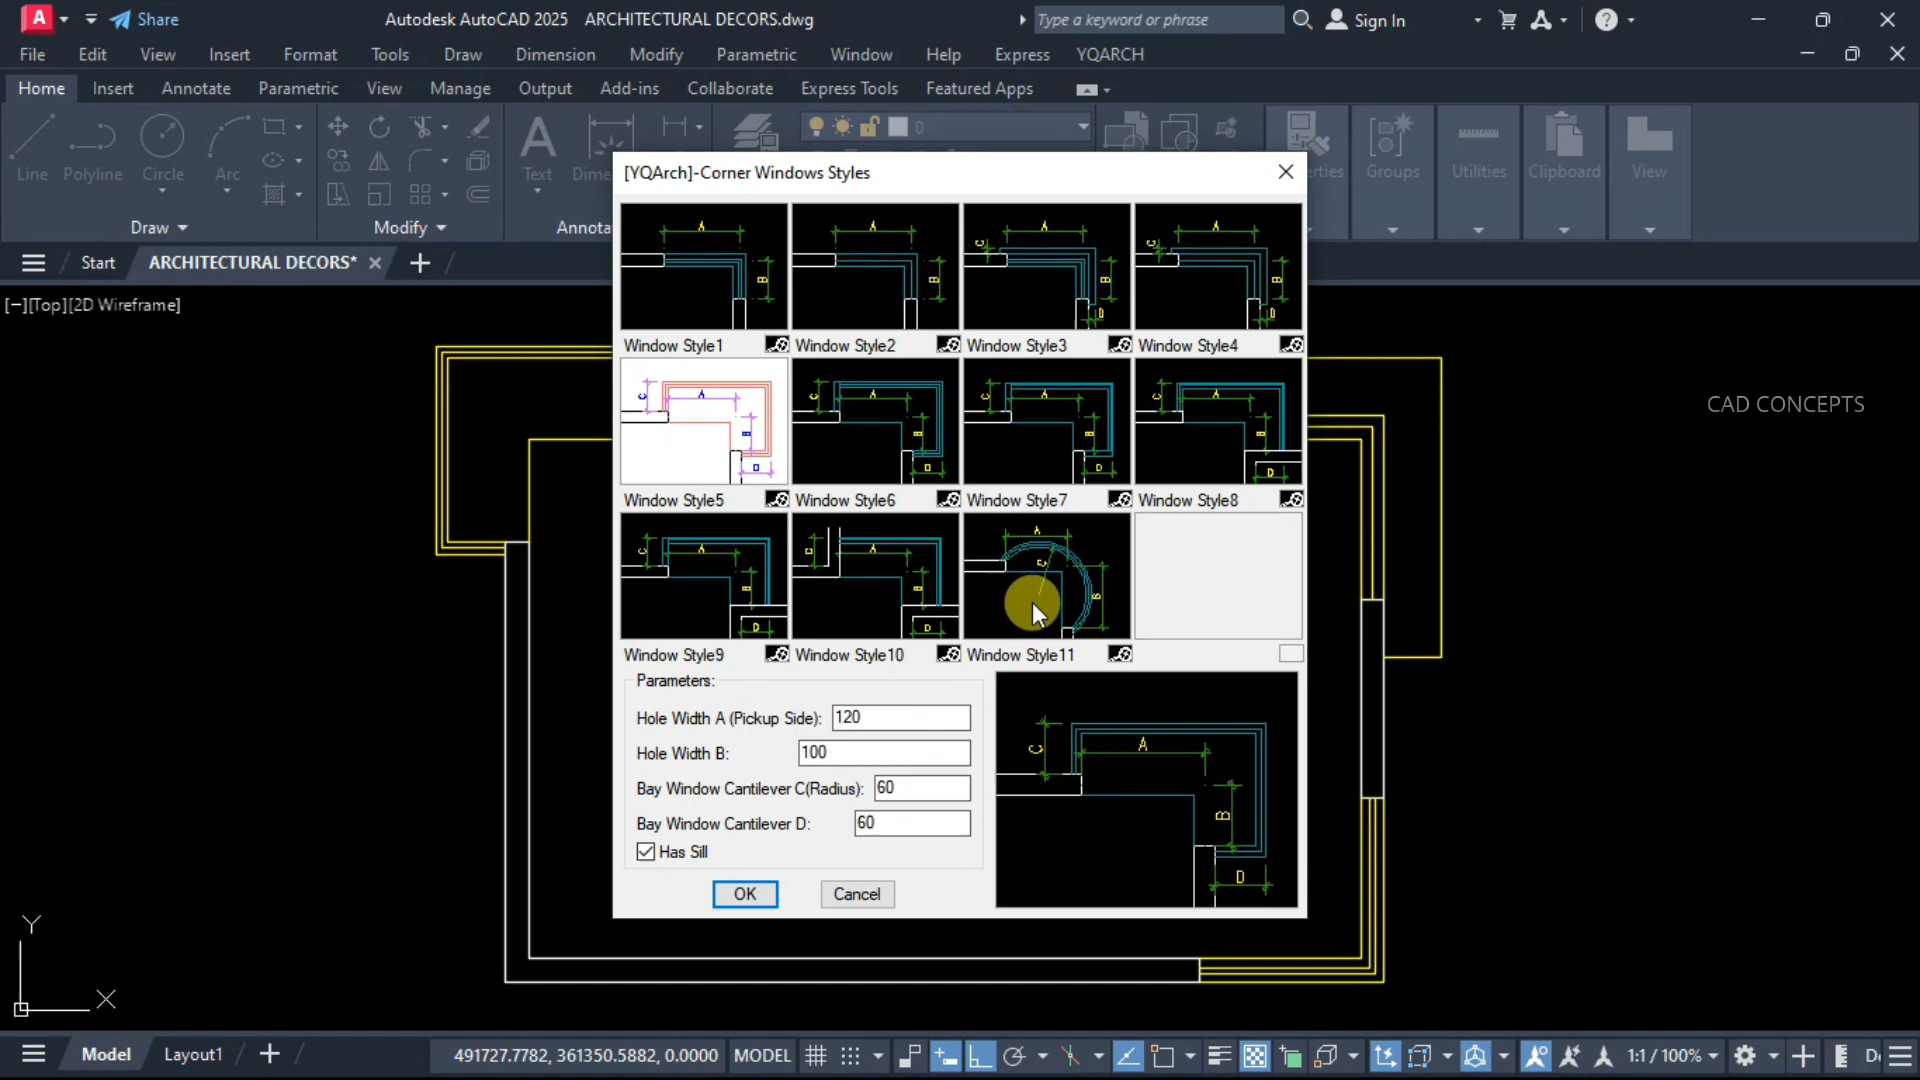 A Share Autodesk AutoCAD 2025 ARCHITECTURAL DECORS.dwg Type a keyword or phrase Sign In
File Edit View Insert Format Tools Draw Dimension Modify Parametric Window Help Express YQARCH
Home Insert Annotate Parametric View Manage Output Add-ins Collaborate Express Tools Featured Apps
0
Line Polyline Circle Arc Text Groups Utilities Clipboard View
Draw Modify
Start ARCHITECTURAL DECORS*
[−][Top][2D Wireframe]
CAD CONCEPTS
[YQArch]-Corner Windows Styles
A B A B A B C D A B C D
Window Style1 Window Style2 Window Style3 Window Style4
A B C D A B C D A B C D A B C D
Window Style5 Window Style6 Window Style7 Window Style8
A B C D A B D A B C
Window Style9 Window Style10 Window Style11
Parameters:
Hole Width A (Pickup Side): 120
Hole Width B: 100
Bay Window Cantilever C(Radius): 60
Bay Window Cantilever D: 60
Has Sill
OK Cancel
C A B D
Y
X
Model Layout1 491727.7782, 361350.5882, 0.0000 MODEL 1:1 / 100%